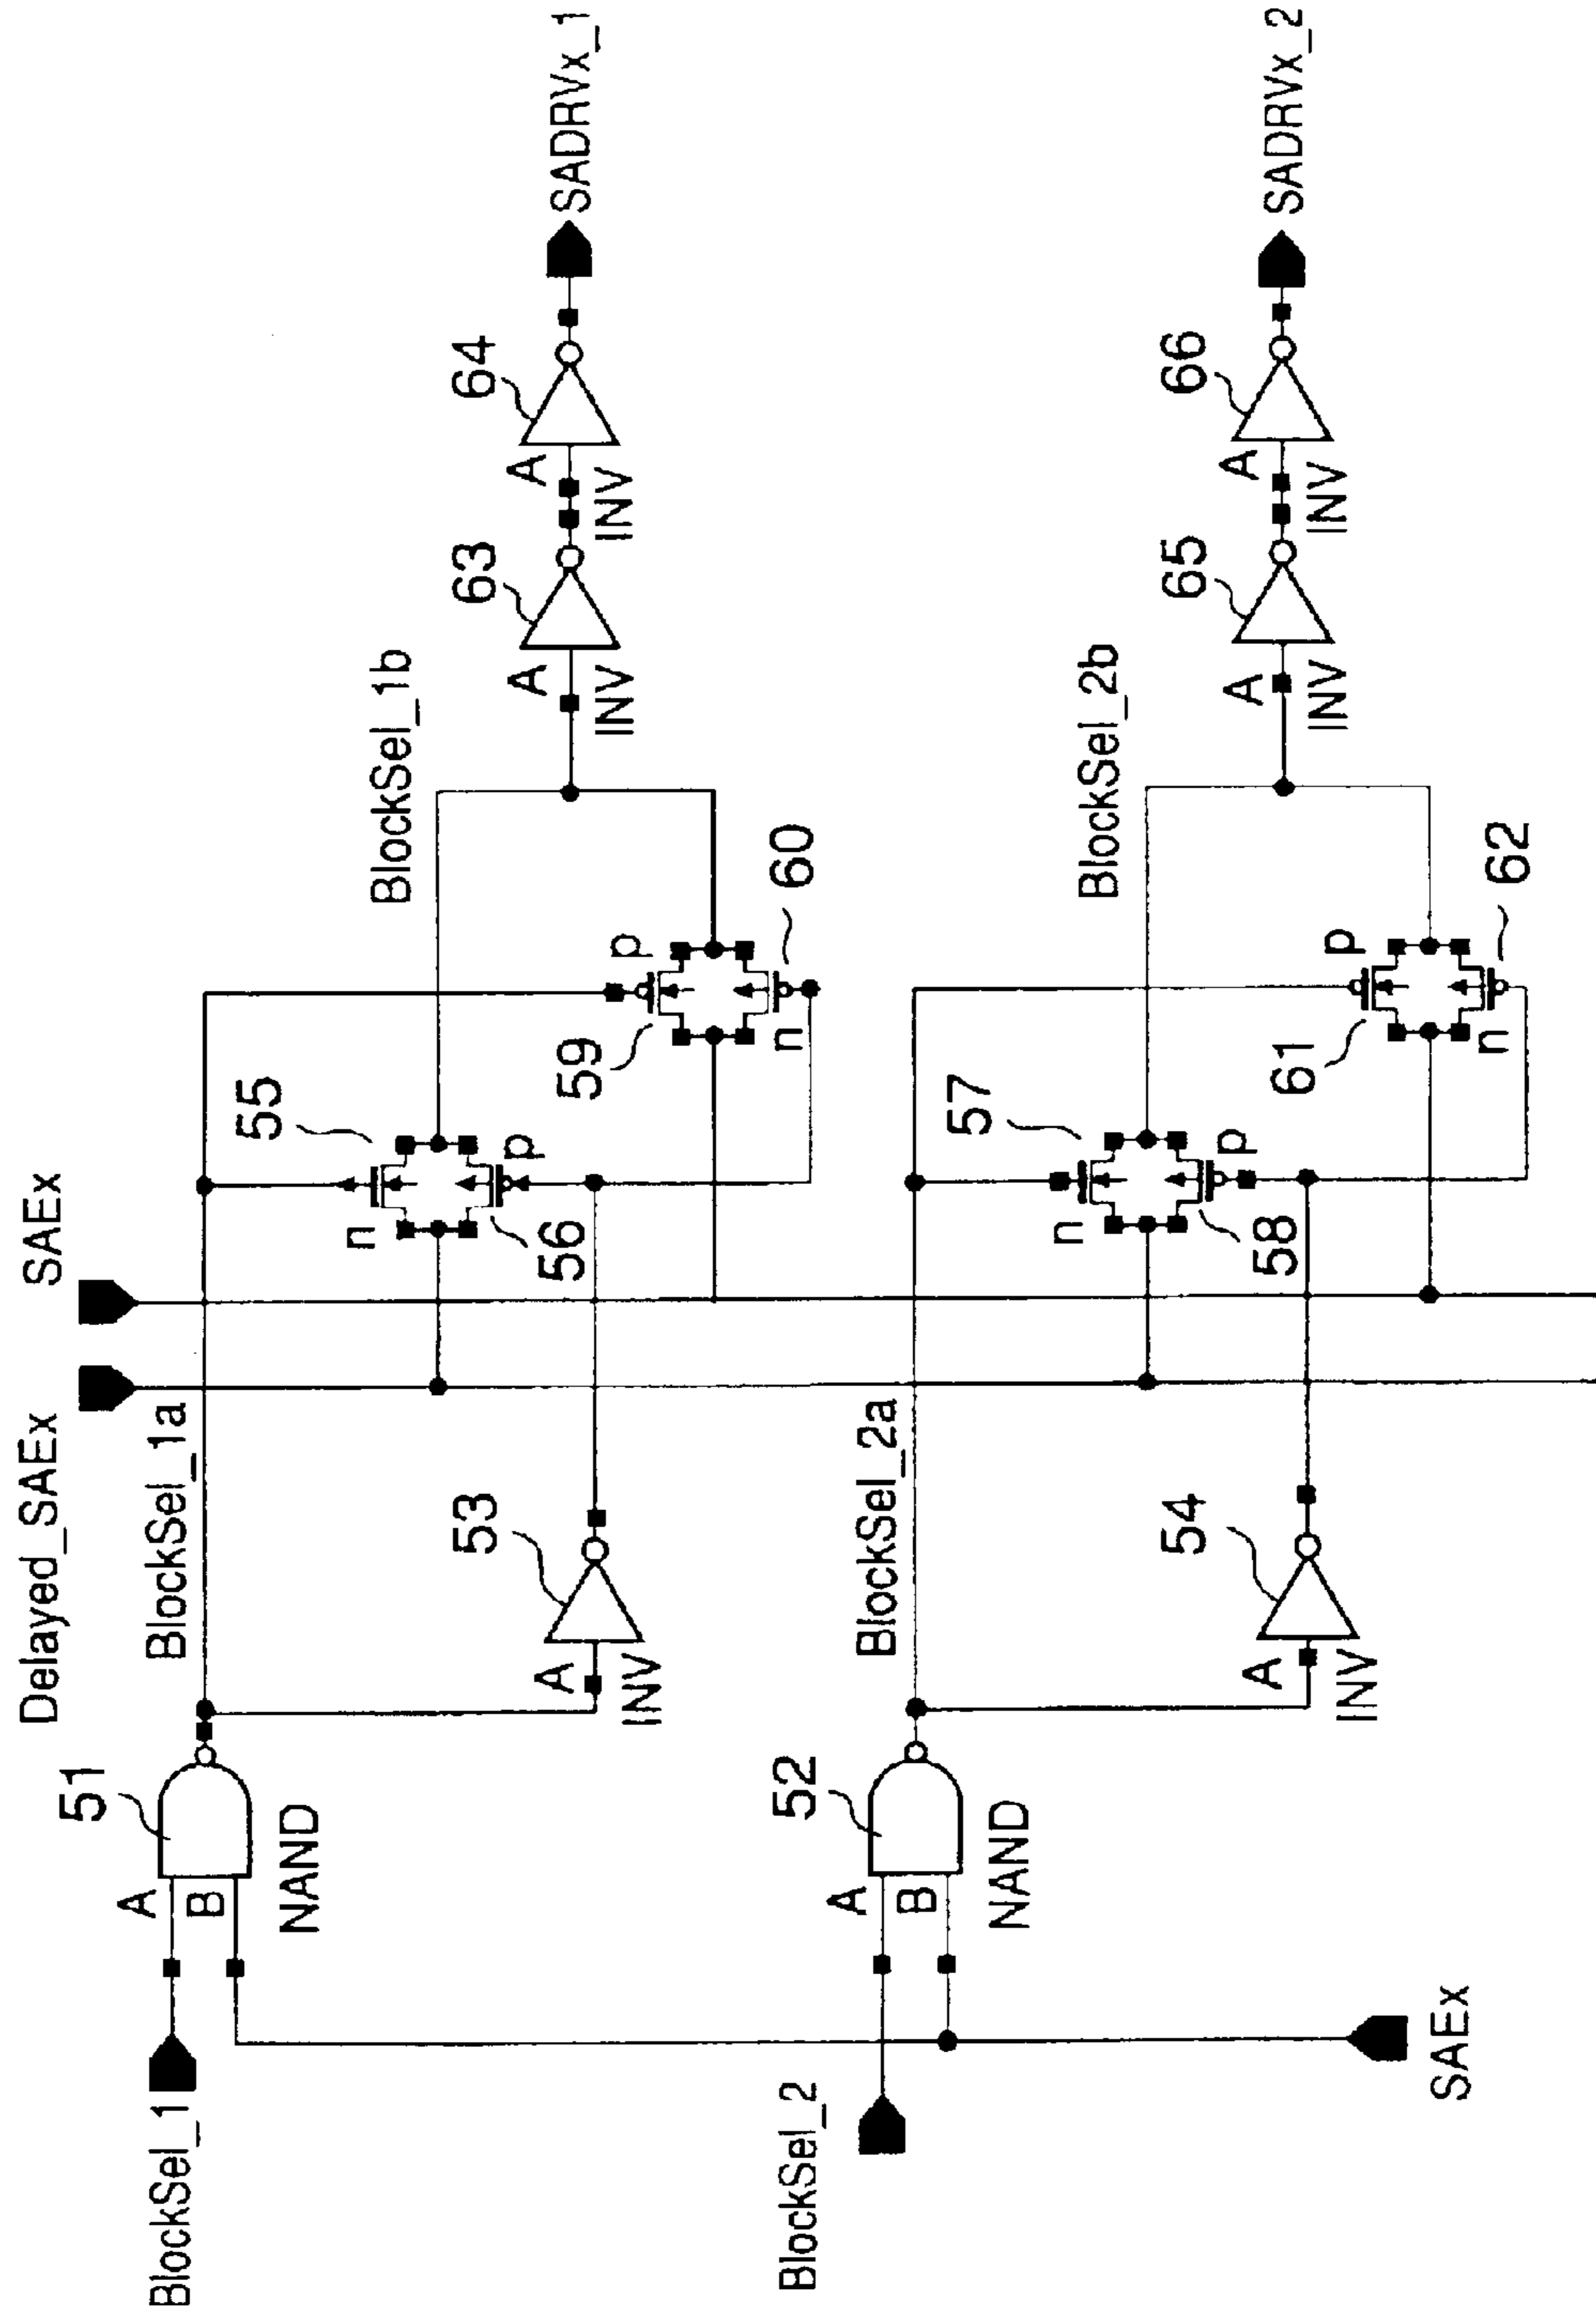 Delayed_SAEx
SAEx
BlockSel_1
A
B
51
NAND
BlockSel_1a
A
53
INV
n
55
56
p
59
p
n
60
BlockSel_1b
A
63
INV
A
64
INV
SADRVx_1
BlockSel_2
A
B
52
NAND
BlockSel_2a
A
54
INV
n
57
58
p
61
p
n
62
BlockSel_2b
A
65
INV
A
66
INV
SADRVx_2
SAEx